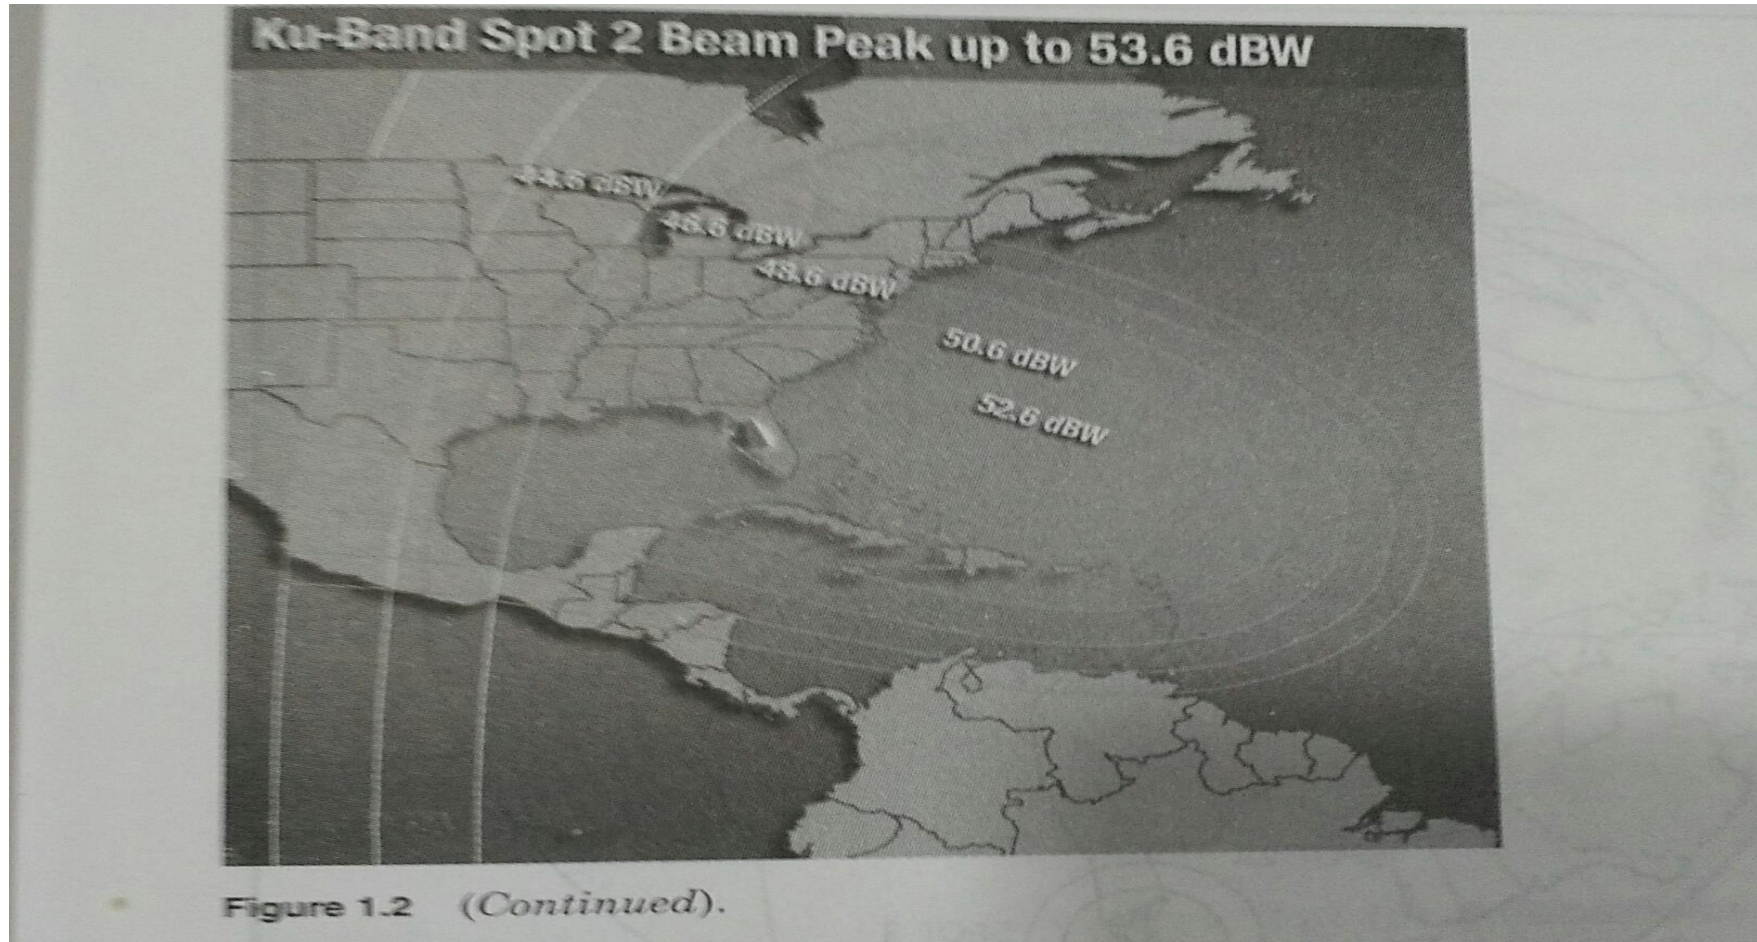 Ku-Band Spot 2 Beam Peak up to 53.6 dBW
44.6 dBW
46.6 dBW
48.6 dBW
50.6 dBW
52.6 dBW
Figure 1.2 (Continued).